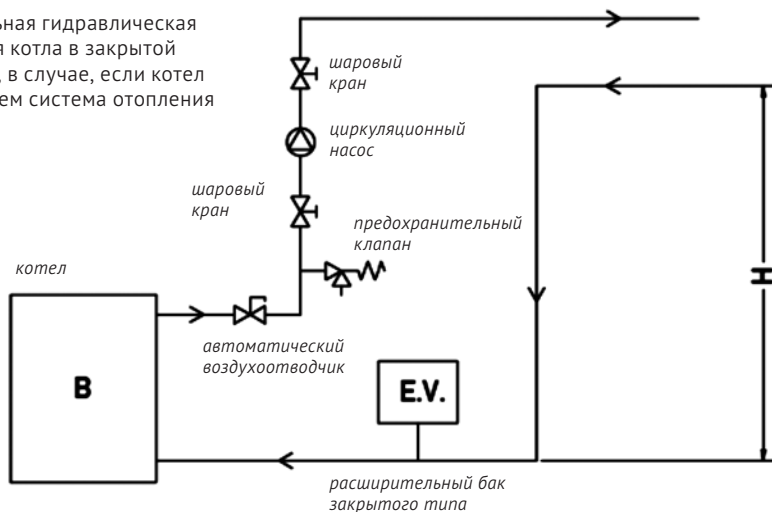 ьная гидравлическая
я котла в закрытой
, в случае, если котел
ем система отопления
шаровый
кран
циркуляционный
насос
шаровый
кран
предохранительный
клапан
котел
автоматический
воздухоотводчик
B
E.V.
H
расширительный бак
закрытого типа